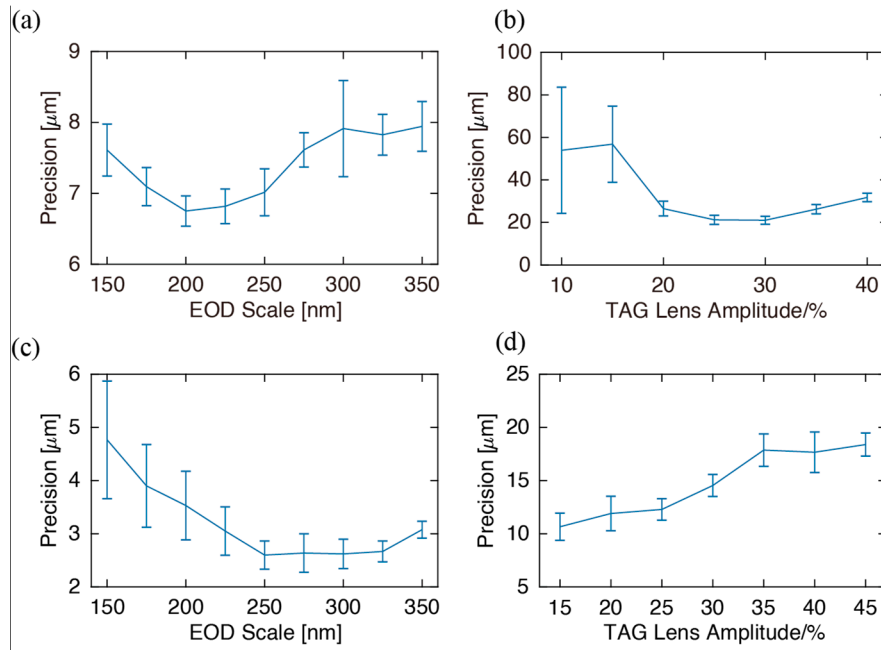 (a)
9
8
7
6
Precision [μm]
150 200 250 300 350
EOD Scale [nm]
(b)
100
80
60
40
20
0
Precision [μm]
10 20 30 40
TAG Lens Amplitude/%
(c)
6
5
4
3
2
Precision [μm]
150 200 250 300 350
EOD Scale [nm]
(d)
25
20
15
10
5
Precision [μm]
15 20 25 30 35 40 45
TAG Lens Amplitude/%